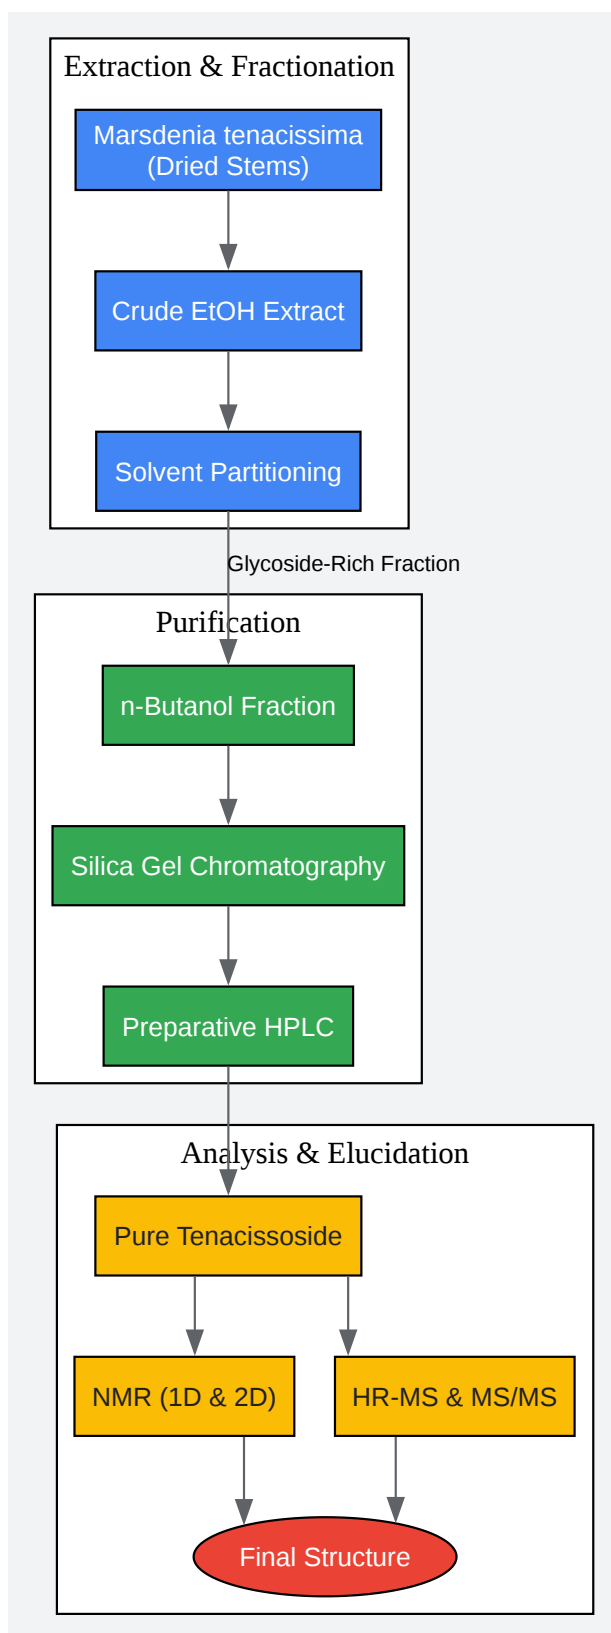 Extraction & Fractionation
Marsdenia tenacissima
(Dried Stems)
Crude EtOH Extract
Solvent Partitioning
Glycoside-Rich Fraction
Purification
n-Butanol Fraction
Silica Gel Chromatography
Preparative HPLC
Analysis & Elucidation
Pure Tenacissoside
NMR (1D & 2D)
HR-MS & MS/MS
Final Structure